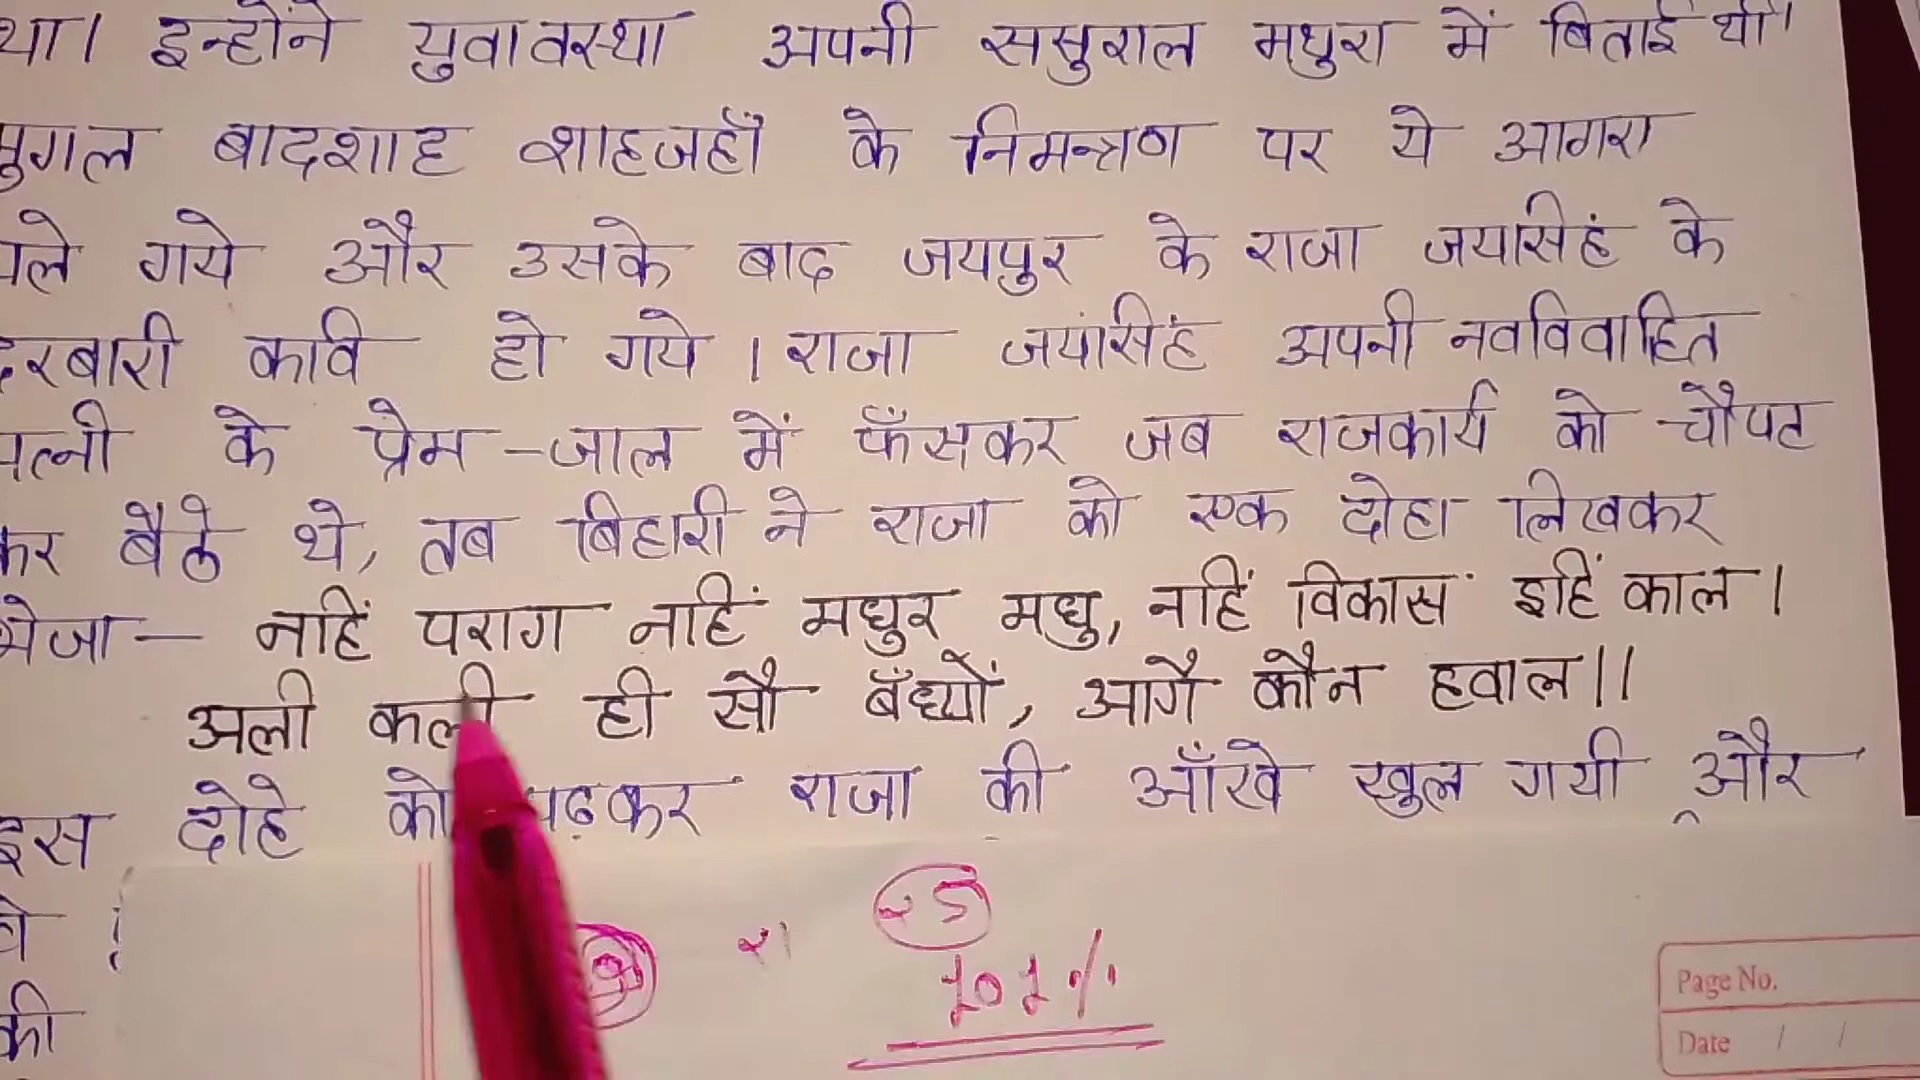 था। इन्होंने युवावस्था अपनी ससुराल मथुरा में बिताई थी।
मुगल बादशाह शाहजहाँ के निमन्त्रण पर ये आगरा
चले गये और उसके बाद जयपुर के राजा जयसिहं के
दरबारी कवि हो गये । राजा जयसिंहं अपनी नवविवाहित
पत्नी के प्रेम-जाल में फँसकर जब राजकार्य को चौपट
कर बैठे थे, तब बिहारी ने राजा को एक दोहा लिखकर
भेजा - नहिं पराग नहिं मधुर मधु, नहिं विकास इहिं काल ।
अली कली ही सौ बँध्यौं, आगै कौन हवाल।।
इस दोहे को पढ़कर राजा की आँखे खुल गयी और
की
101%
Page No.
Date / /